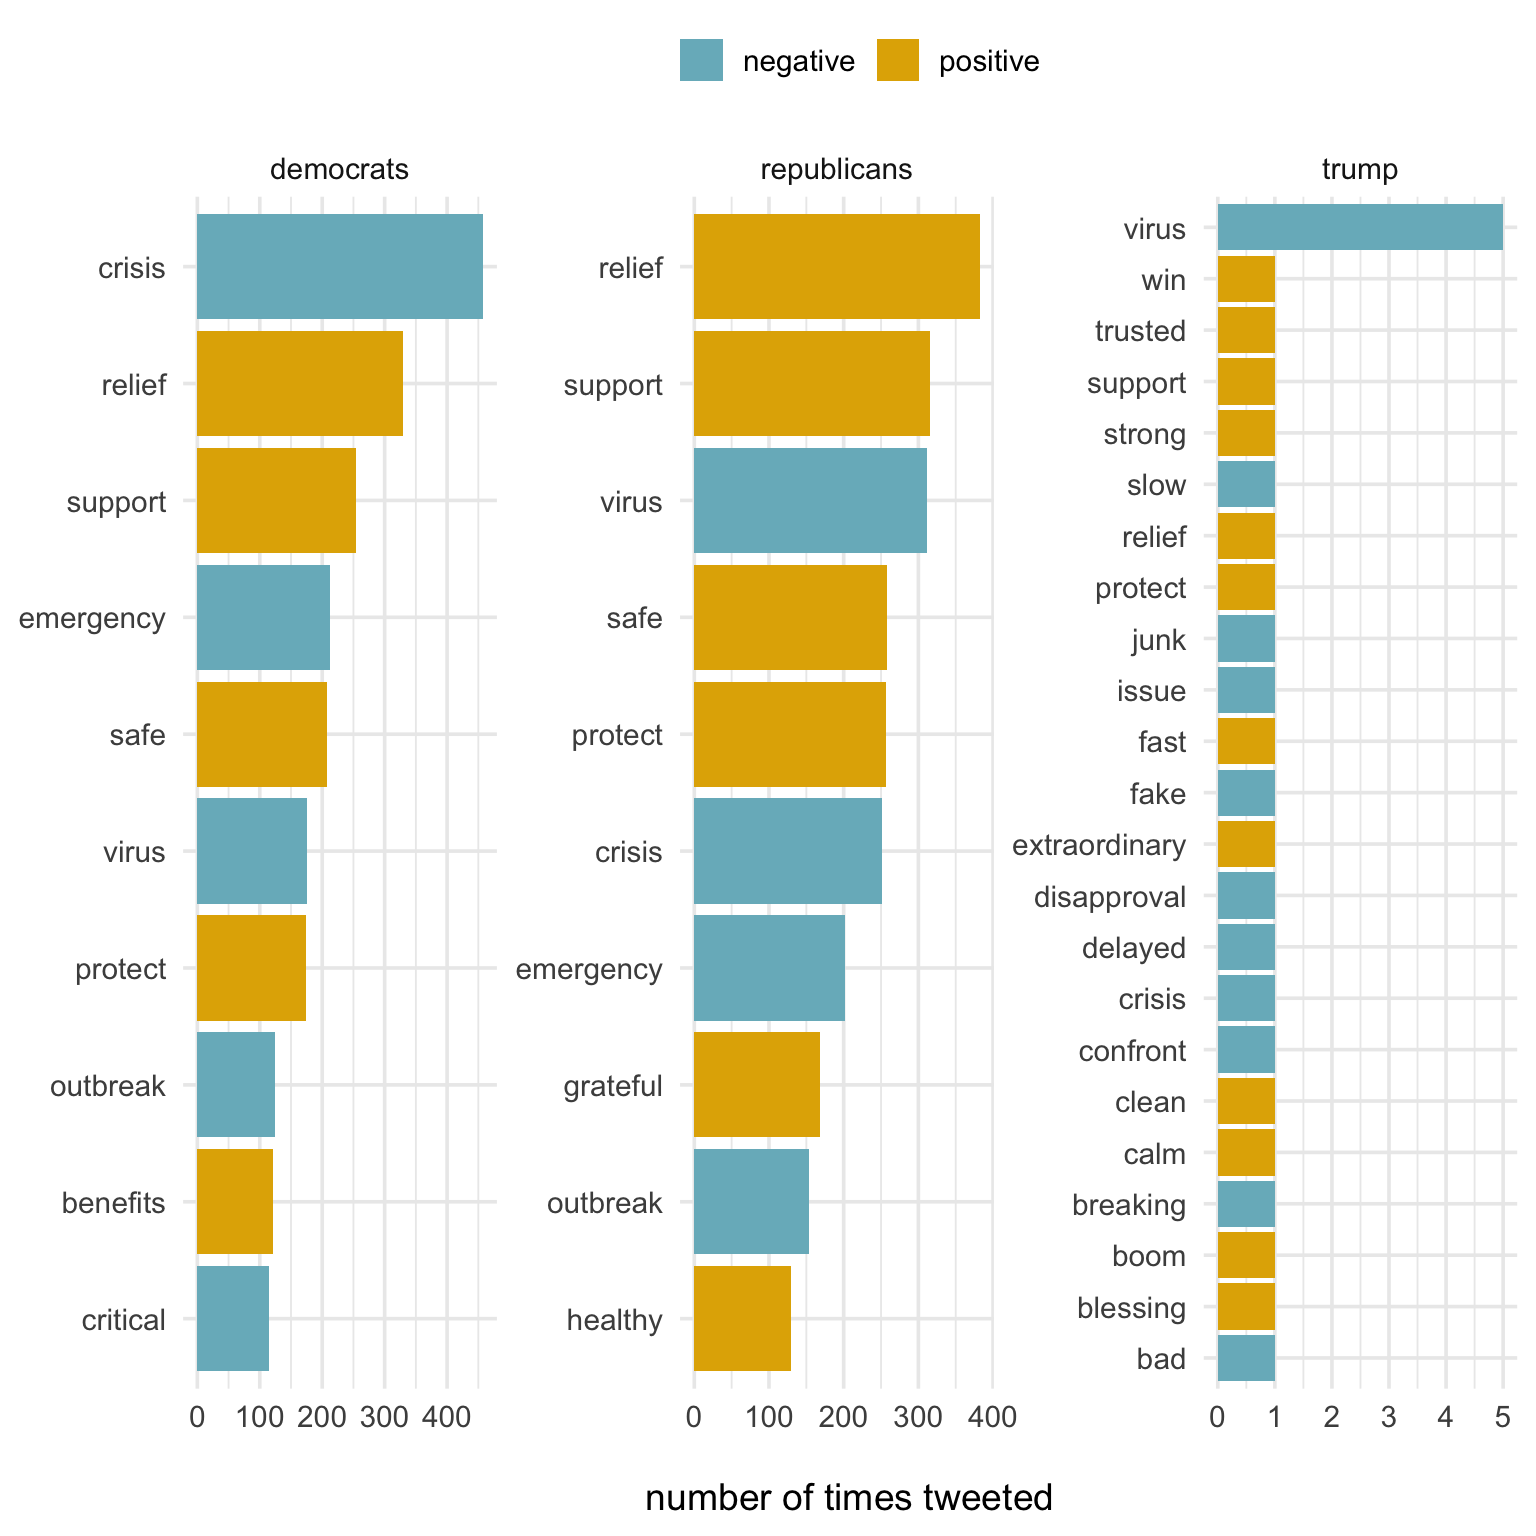 negative positive
democrats
crisis
relief
support
emergency
safe
virus
protect
outbreak
benefits
critical
0 100 200 300 400
republicans
relief
support
virus
safe
protect
crisis
emergency
grateful
outbreak
healthy
0 100 200 300 400
trump
virus
win
trusted
support
strong
slow
relief
protect
junk
issue
fast
fake
extraordinary
disapproval
delayed
crisis
confront
clean
calm
breaking
boom
blessing
bad
0 1 2 3 4 5
number of times tweeted